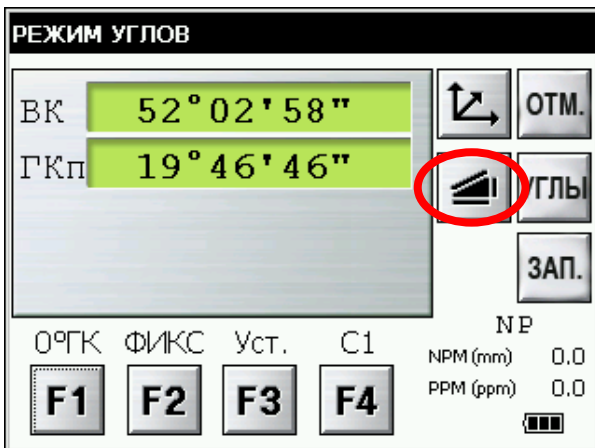 РЕЖИМ УГЛОВ
ВК 52°02'58"
ОТМ.
ГКп 19°46'46"
УГЛЫ
ЗАП.
0°ГК ФИКС Уст. С1
F1 F2 F3 F4
NP
NPM (mm) 0.0
PPM (ppm) 0.0